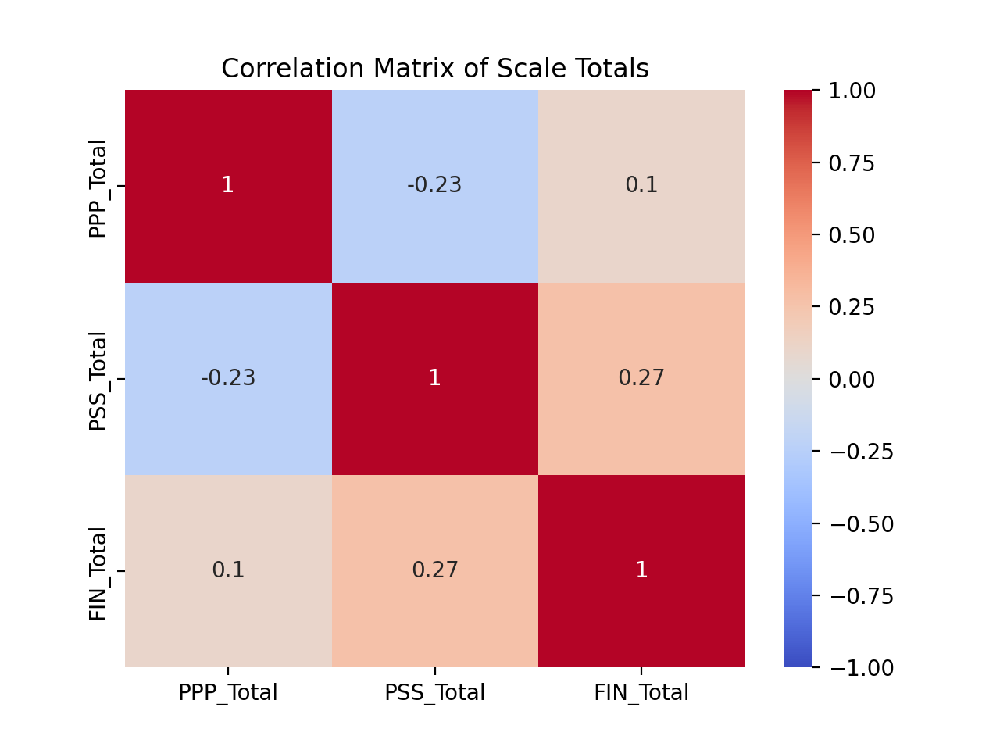 Correlation Matrix of Scale Totals
PPP_Total
1
-0.23
0.1
PSS_Total
-0.23
1
0.27
FIN_Total
0.1
0.27
1
PPP_Total
PSS_Total
FIN_Total
1.00
0.75
0.50
0.25
0.00
−0.25
−0.50
−0.75
−1.00